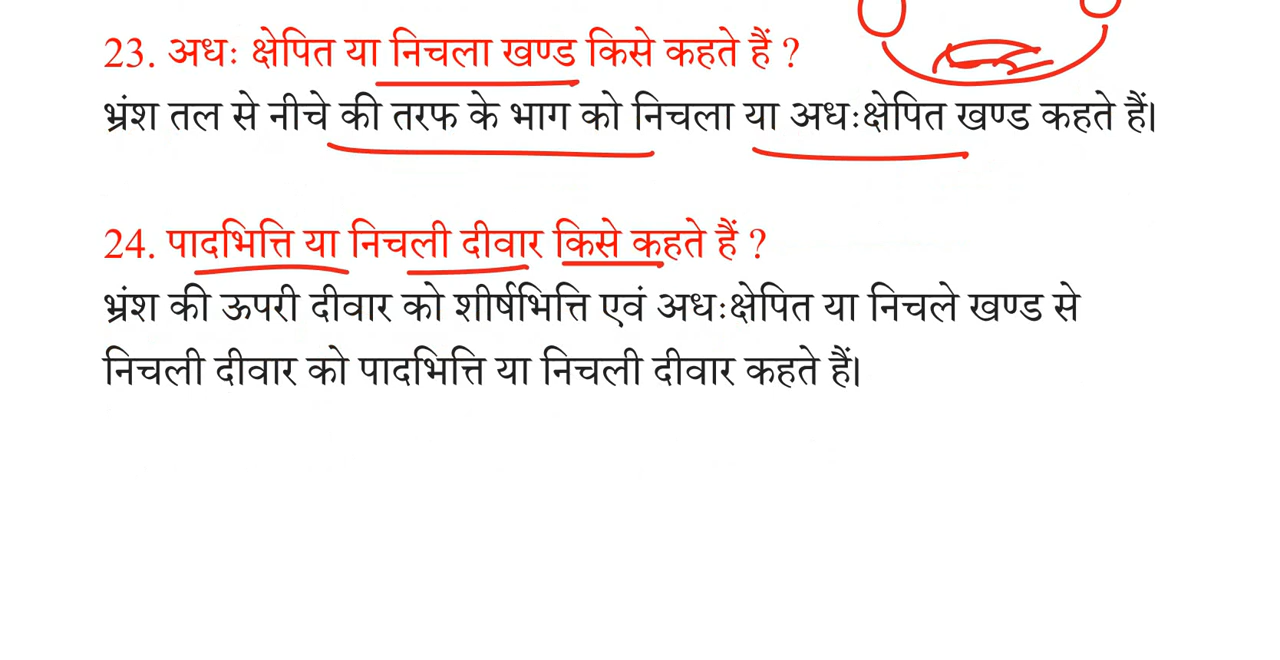 23. अधः क्षेपित या निचला खण्ड किसे कहते हैं ?
भ्रंश तल से नीचे की तरफ के भाग को निचला या अधःक्षेपित खण्ड कहते हैं।
24. पादभित्ति या निचली दीवार किसे कहते हैं ?
भ्रंश की ऊपरी दीवार को शीर्षभित्ति एवं अधःक्षेपित या निचले खण्ड से
निचली दीवार को पादभित्ति या निचली दीवार कहते हैं।